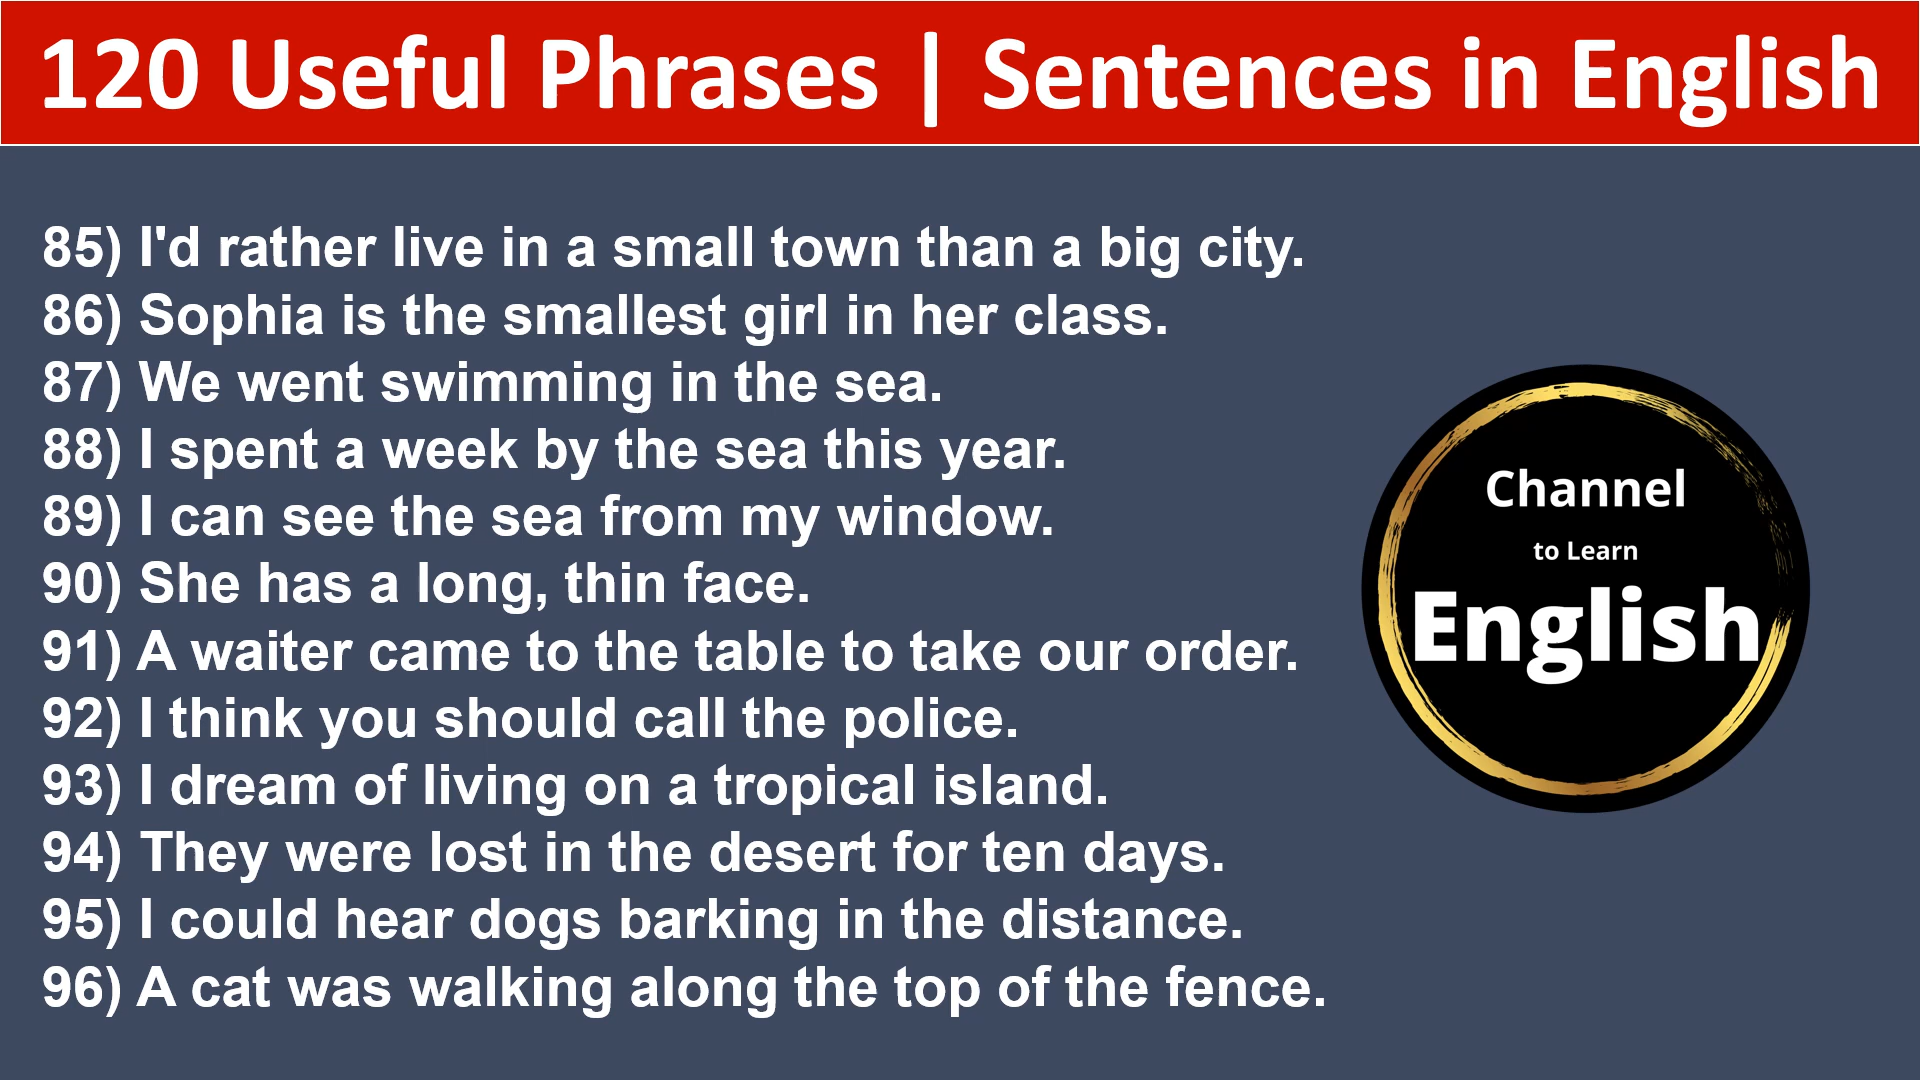 120 Useful Phrases | Sentences in English
85) I'd rather live in a small town than a big city.
86) Sophia is the smallest girl in her class.
87) We went swimming in the sea.
88) I spent a week by the sea this year.
89) I can see the sea from my window.
90) She has a long, thin face.
91) A waiter came to the table to take our order.
92) I think you should call the police.
93) I dream of living on a tropical island.
94) They were lost in the desert for ten days.
95) I could hear dogs barking in the distance.
96) A cat was walking along the top of the fence.
Channel
to Learn
English